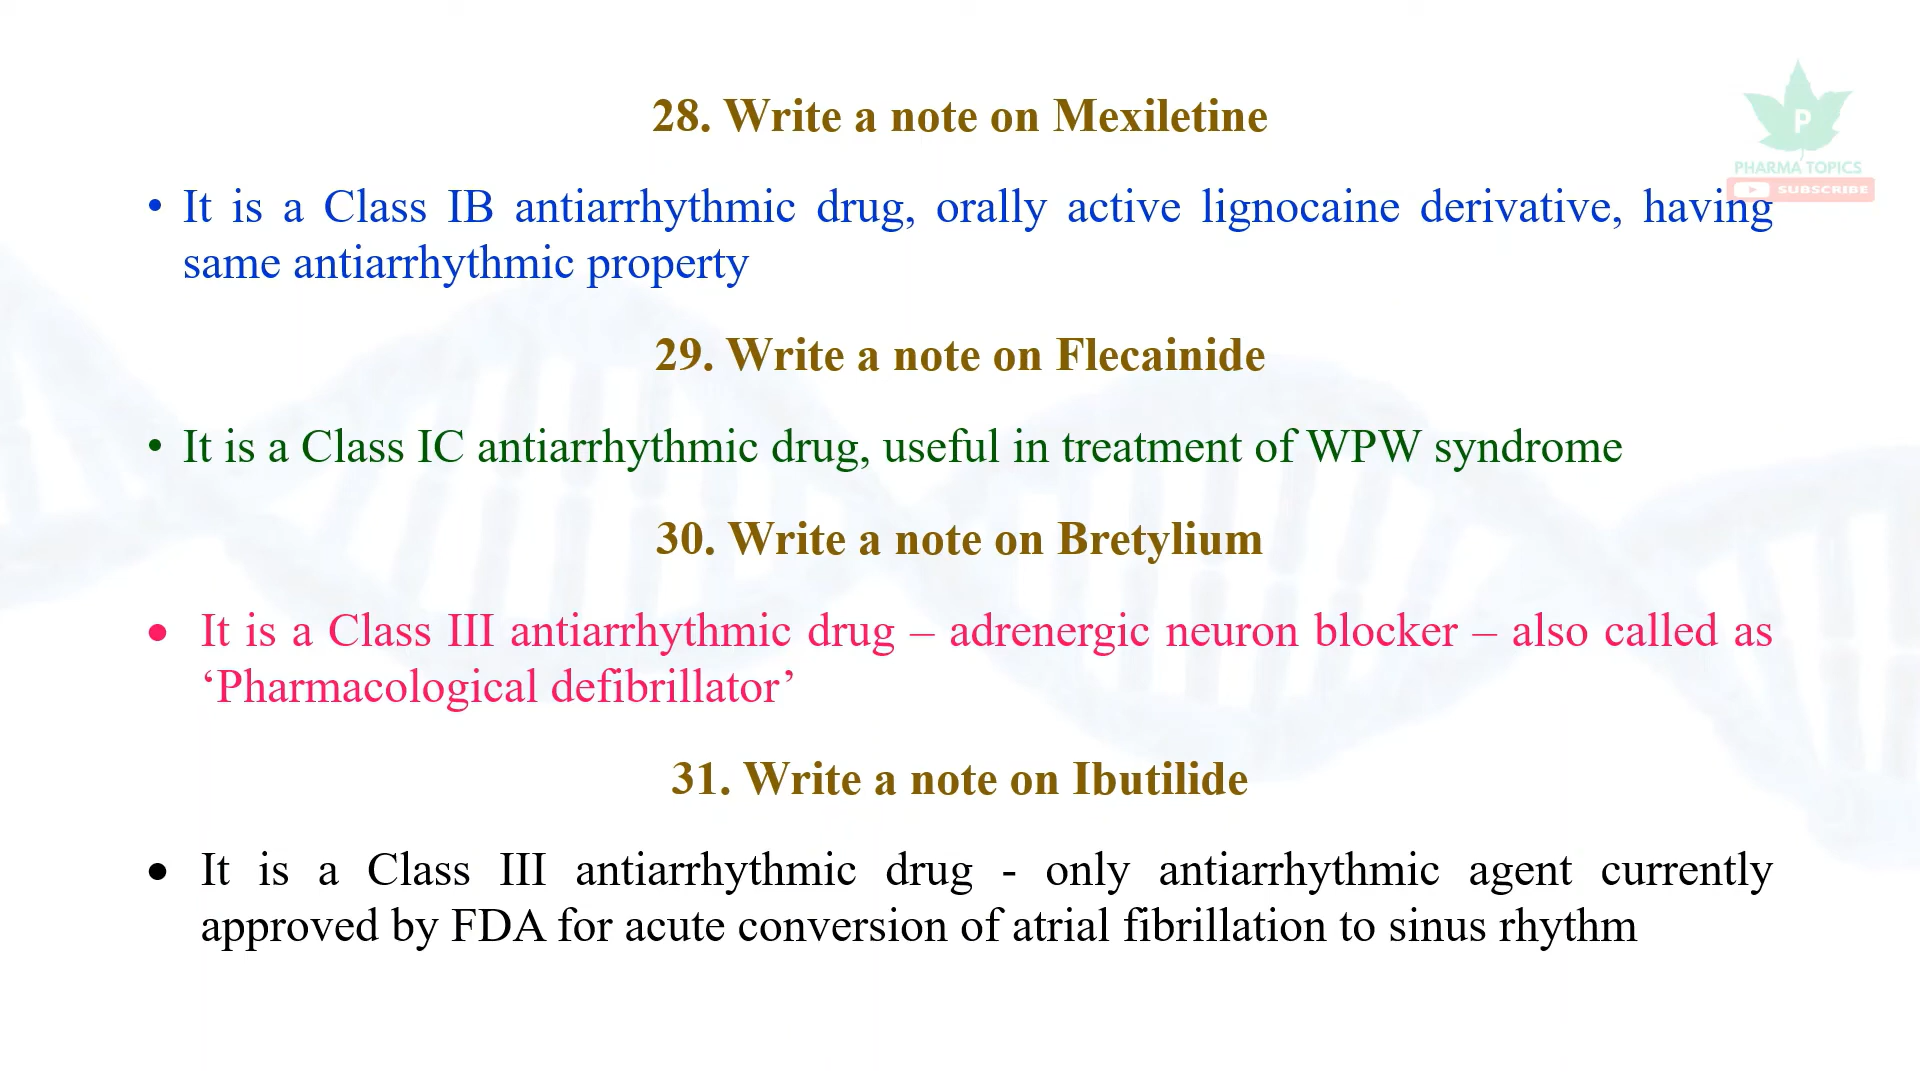 28. Write a note on Mexiletine
P
PHARMA TOPICS
SUBSCRIBE
• It is a Class IB antiarrhythmic drug, orally active lignocaine derivative, having
same antiarrhythmic property
29. Write a note on Flecainide
• It is a Class IC antiarrhythmic drug, useful in treatment of WPW syndrome
30. Write a note on Bretylium
• It is a Class III antiarrhythmic drug – adrenergic neuron blocker – also called as
‘Pharmacological defibrillator’
31. Write a note on Ibutilide
• It is a Class III antiarrhythmic drug - only antiarrhythmic agent currently
approved by FDA for acute conversion of atrial fibrillation to sinus rhythm